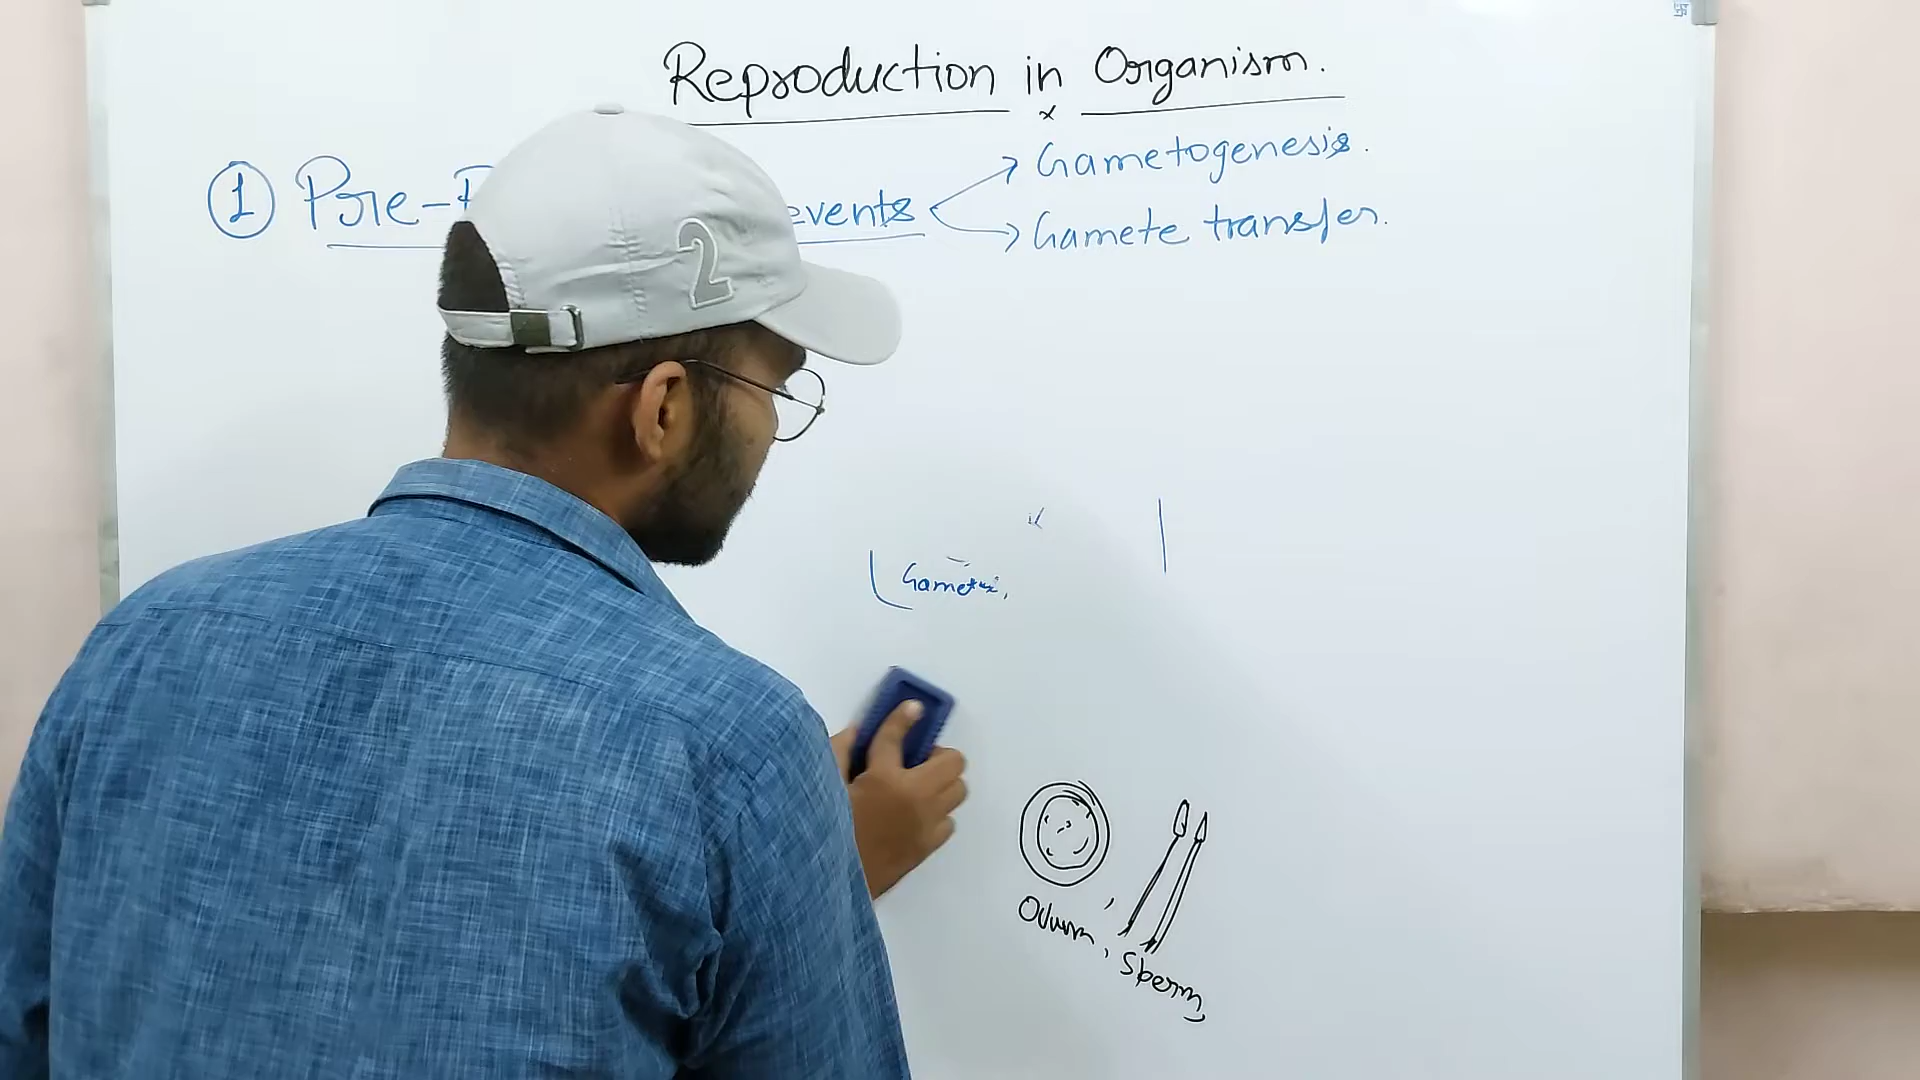 Reproduction in Organism.
① Pre- events
→ Gametogenesis.
→ Gamete transfer.
2
Ovum, Sperm